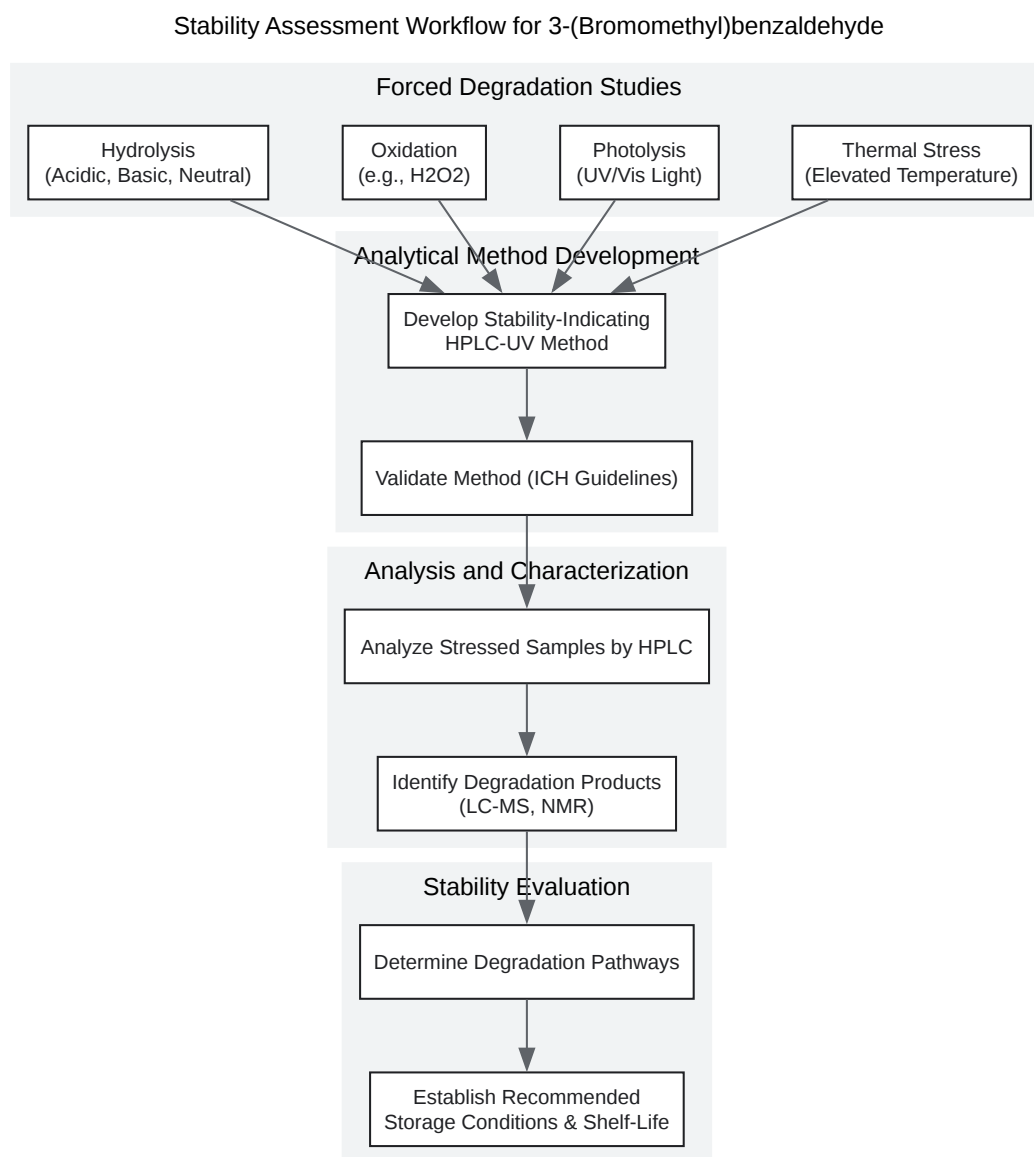 Stability Assessment Workflow for 3-(Bromomethyl)benzaldehyde
Forced Degradation Studies
Hydrolysis
(Acidic, Basic, Neutral)
Oxidation
(e.g., H2O2)
Photolysis
(UV/Vis Light)
Thermal Stress
(Elevated Temperature)
Analytical Method Development
Develop Stability-Indicating
HPLC-UV Method
Validate Method (ICH Guidelines)
Analysis and Characterization
Analyze Stressed Samples by HPLC
Identify Degradation Products
(LC-MS, NMR)
Stability Evaluation
Determine Degradation Pathways
Establish Recommended
Storage Conditions & Shelf-Life